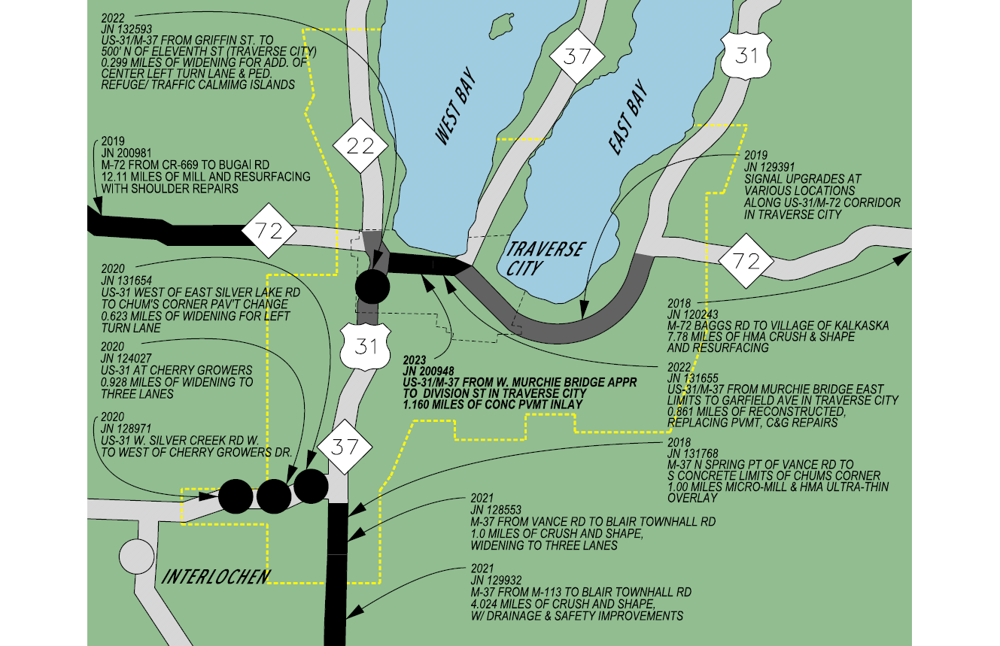 2022
JN 132593
US-31/M-37 FROM GRIFFIN ST. TO
500' N OF ELEVENTH ST (TRAVERSE CITY)
0.299 MILES OF WIDENING FOR ADD. OF
CENTER LEFT TURN LANE & PED.
REFUGE/ TRAFFIC CALMIMG ISLANDS
WEST BAY
37
EAST BAY
31
22
2019
JN 200981
M-72 FROM CR-669 TO BUGAI RD
12.11 MILES OF MILL AND RESURFACING
WITH SHOULDER REPAIRS
2019
JN 129391
SIGNAL UPGRADES AT
VARIOUS LOCATIONS
ALONG US-31/M-72 CORRIDOR
IN TRAVERSE CITY
72
TRAVERSE
CITY
72
2020
JN 131654
US-31 WEST OF EAST SILVER LAKE RD
TO CHUM'S CORNER PAV'T CHANGE
0.623 MILES OF WIDENING FOR LEFT
TURN LANE
2018
JN 120243
M-72 BAGGS RD TO VILLAGE OF KALKASKA
7.78 MILES OF HMA CRUSH & SHAPE
AND RESURFACING
31
2020
JN 124027
US-31 AT CHERRY GROWERS
0.928 MILES OF WIDENING TO
THREE LANES
2023
JN 200948
US-31/M-37 FROM W. MURCHIE BRIDGE APPR
TO DIVISION ST IN TRAVERSE CITY
1.160 MILES OF CONC PVMT INLAY
2022
JN 131655
US-31/M-37 FROM MURCHIE BRIDGE EAST
LIMITS TO GARFIELD AVE IN TRAVERSE CITY
0.861 MILES OF RECONSTRUCTED,
REPLACING PVMT, C&G REPAIRS
2020
JN 128971
US-31 W. SILVER CREEK RD W.
TO WEST OF CHERRY GROWERS DR.
37
2018
JN 131768
M-37 N SPRING PT OF VANCE RD TO
S CONCRETE LIMITS OF CHUMS CORNER
1.00 MILES MICRO-MILL & HMA ULTRA-THIN
OVERLAY
2021
JN 128553
M-37 FROM VANCE RD TO BLAIR TOWNHALL RD
1.0 MILES OF CRUSH AND SHAPE,
WIDENING TO THREE LANES
INTERLOCHEN
2021
JN 129932
M-37 FROM M-113 TO BLAIR TOWNHALL RD
4.024 MILES OF CRUSH AND SHAPE,
W/ DRAINAGE & SAFETY IMPROVEMENTS